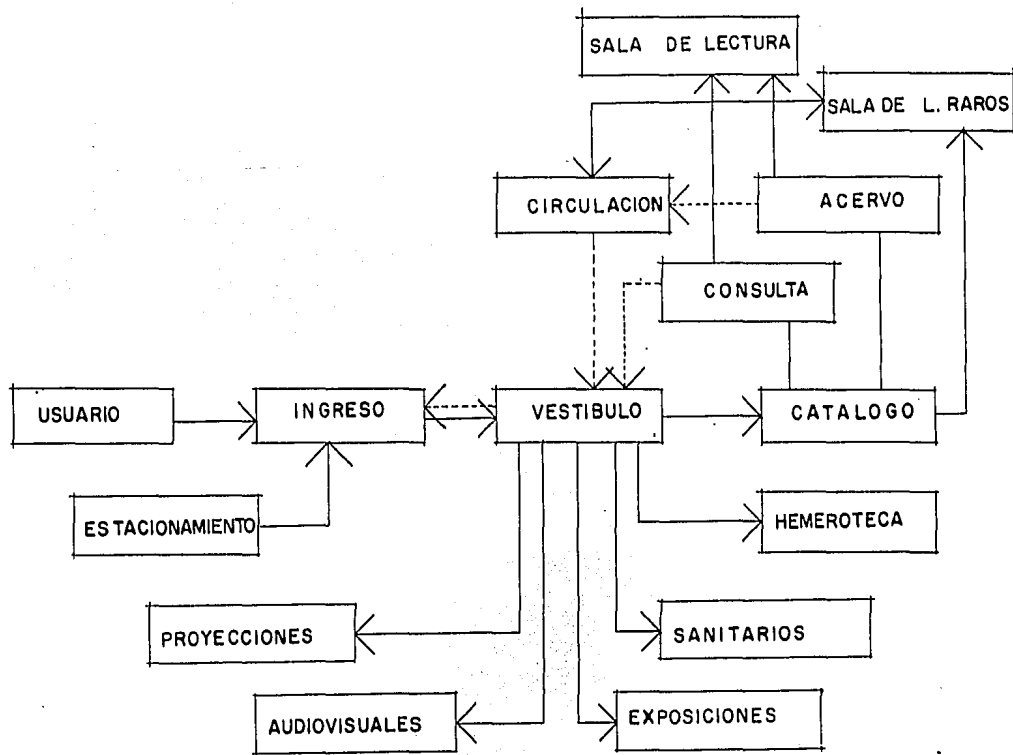 SALA DE LECTURA
SALA DE L. RAROS
CIRCULACION
ACERVO
CONSULTA
USUARIO
INGRESO
VESTIBULO
CATALOGO
ESTACIONAMIENTO
HEMEROTECA
PROYECCIONES
SANITARIOS
AUDIOVISUALES
EXPOSICIONES